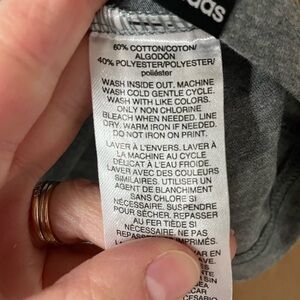 adidas
60% COTTON/COTON/
ALGODÓN
40% POLYESTER/POLYESTER/
poliéster
WASH INSIDE OUT. MACHINE
WASH COLD GENTLE CYCLE.
WASH WITH LIKE COLORS.
ONLY NON CHLORINE
BLEACH WHEN NEEDED. LINE
DRY. WARM IRON IF NEEDED.
DO NOT IRON ON PRINT.
LAVER À L'ENVERS. LAVER À
LA MACHINE AU CYCLE
DÉLICAT À L'EAU FROIDE.
LAVER AVEC DES COULEURS
SIMILAIRES. UTILISER UN
AGENT DE BLANCHIMENT
SANS CHLORE SI
NÉCESSAIRE. SUSPENDRE
POUR SÉCHER. REPASSER
AU FER TIÈDE SI
NÉCESSAIRE. NE PAS
IMPRIMÉS.